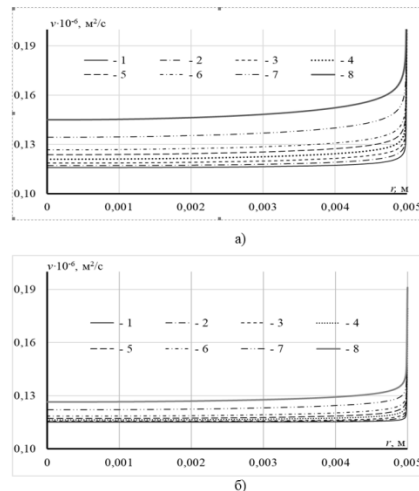 ν·10⁻⁶, м²/с
0,19
0,16
- 1 - 2 - 3 - 4
- 5 - 6 - 7 - 8
0,13
r, м
0,10
0 0,001 0,002 0,003 0,004 0,005
а)
ν·10⁻⁶, м²/с
0,19
0,16
- 1 - 2 - 3 - 4
- 5 - 6 - 7 - 8
0,13
r, м
0,10
0 0,001 0,002 0,003 0,004 0,005
б)